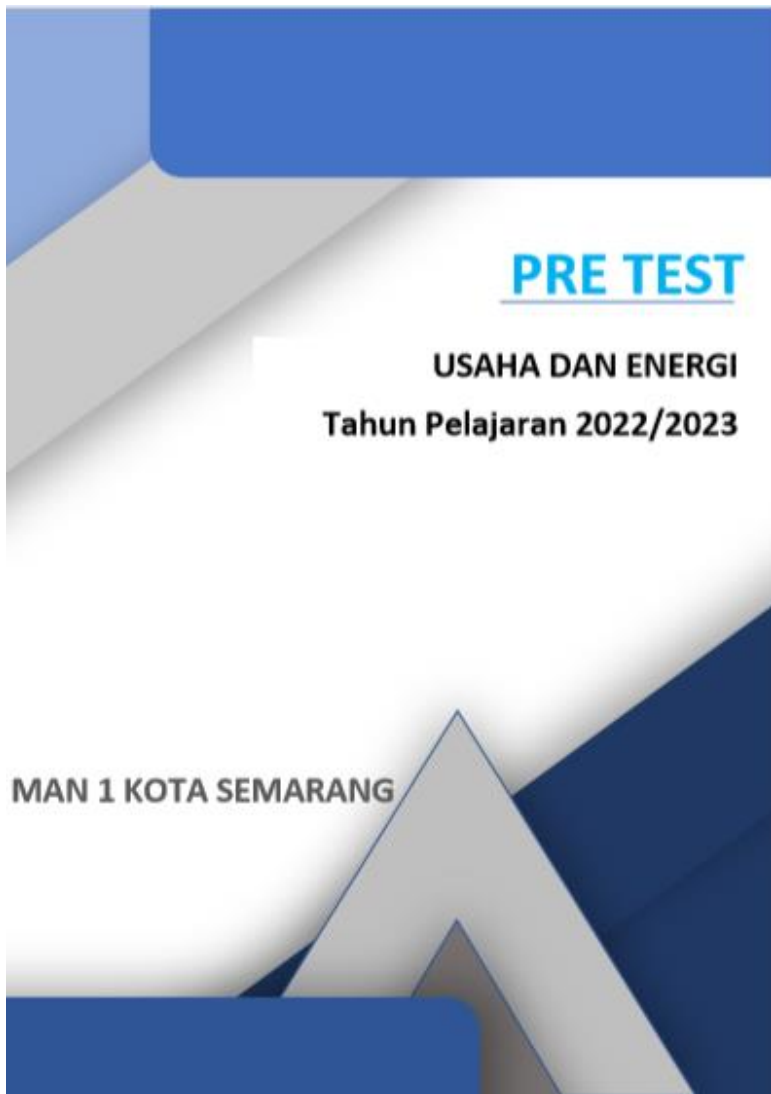 PRE TEST
USAHA DAN ENERGI
Tahun Pelajaran 2022/2023
MAN 1 KOTA SEMARANG